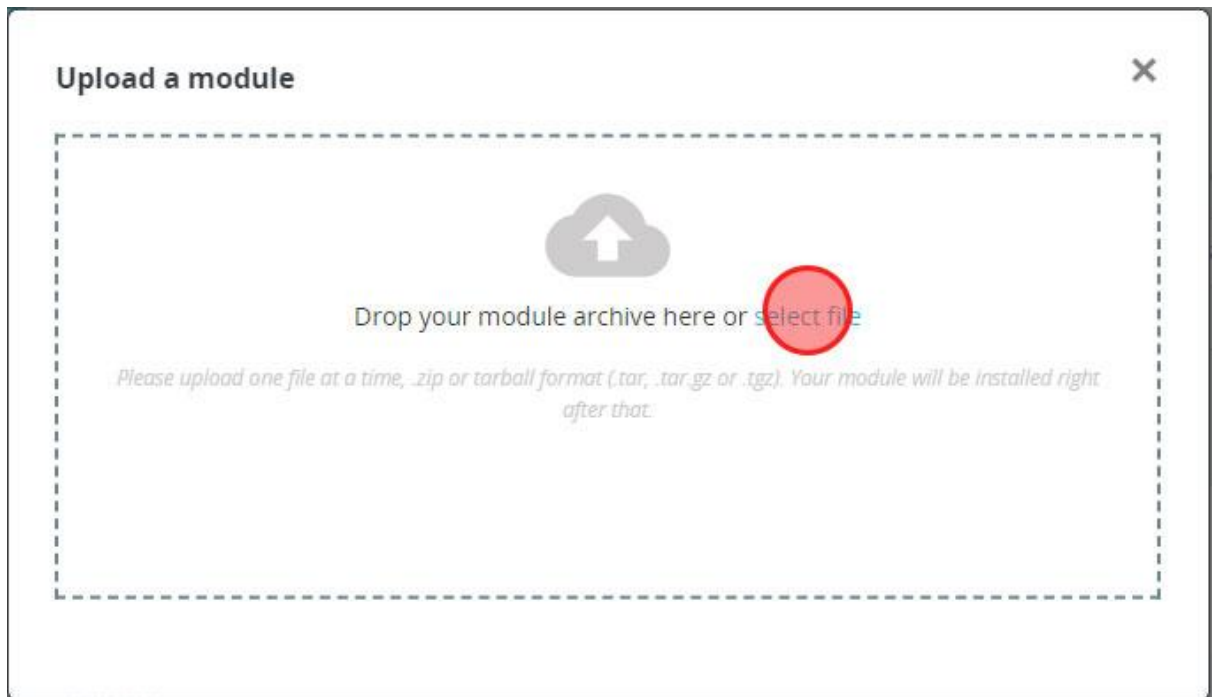 Upload a module
Drop your module archive here or select file
Please upload one file at a time, .zip or tarball format (.tar, .tar.gz or .tgz). Your module will be installed right
after that.